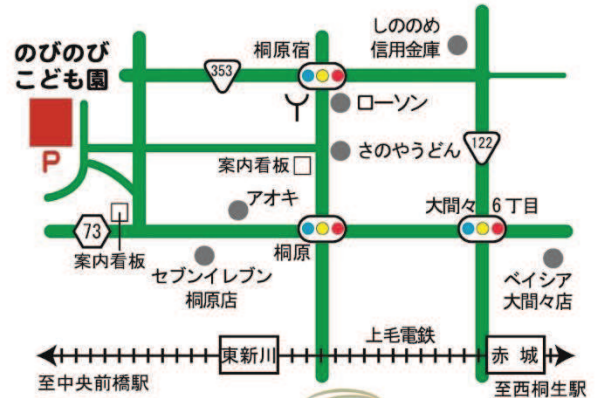 しののめ
信用金庫
桐原宿
のびのび
こども園
353
ローソン
P
さのやうどん
122
案内看板
アオキ
大間々 6丁目
73
案内看板
桐原
セブンイレブン
桐原店
ベイシア
大間々店
上毛電鉄
東新川
赤城
至中央前橋駅
至西桐生駅